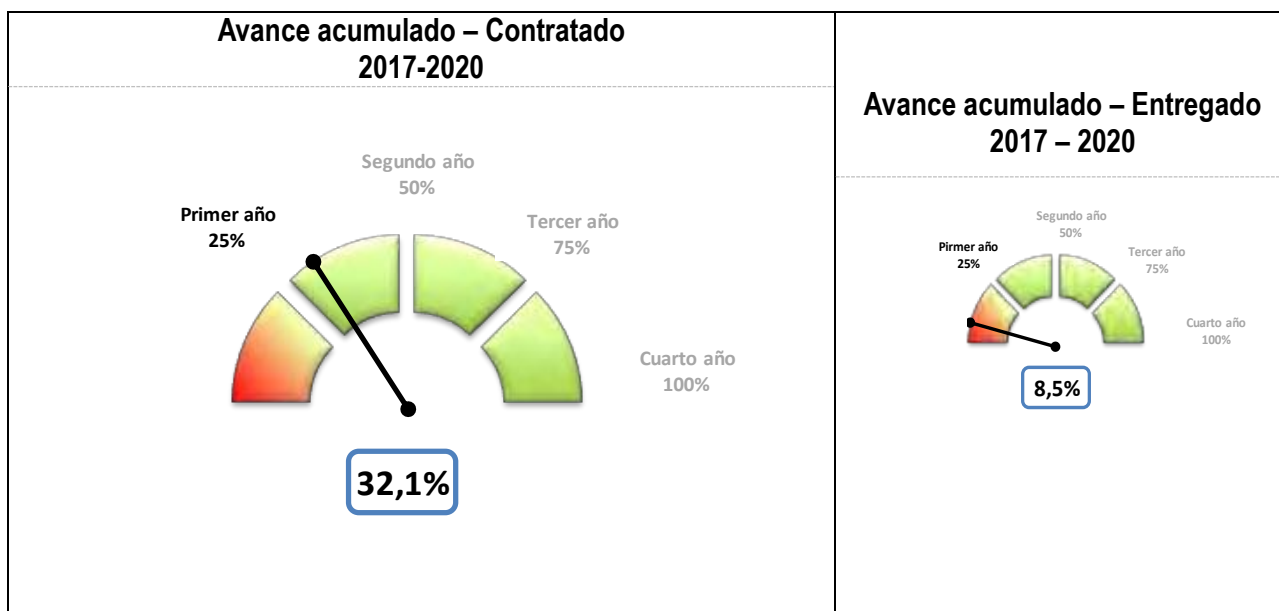 Avance acumulado – Contratado
2017-2020
Segundo año
50%
Primer año
25%
Tercer año
75%
Cuarto año
100%
32,1%
Avance acumulado – Entregado
2017 – 2020
Segundo año
50%
Pirmer año
25%
Tercer año
75%
Cuarto año
100%
8,5%